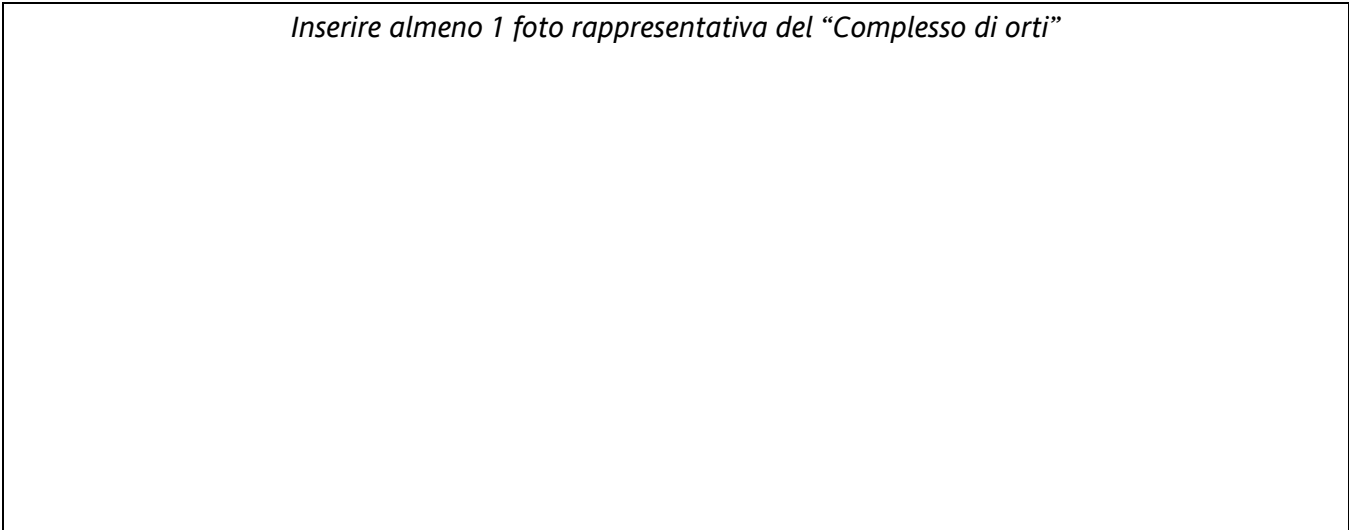 Inserire almeno 1 foto rappresentativa del “Complesso di orti”